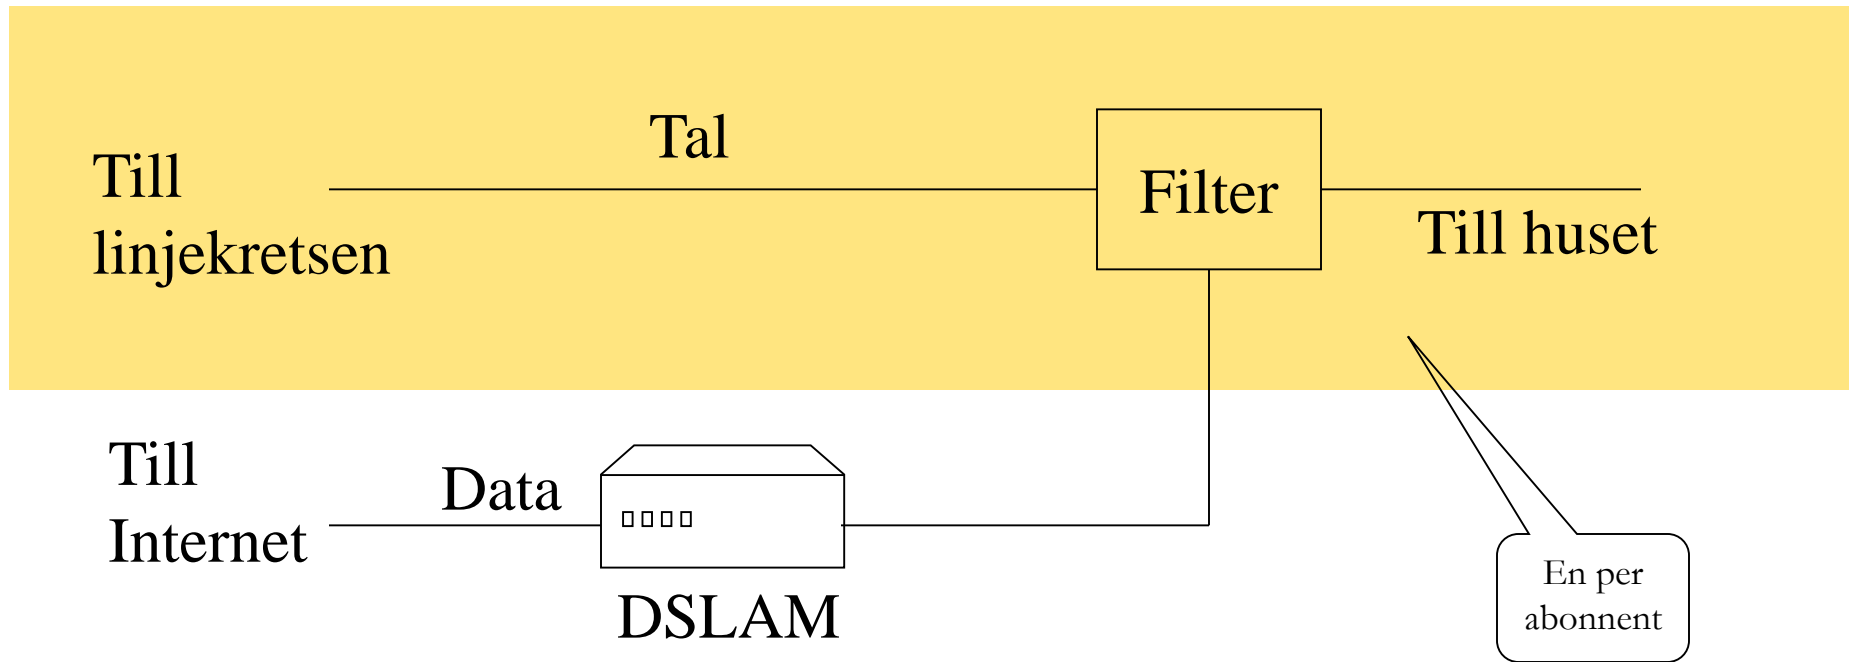 Tal
Till
linjekretsen
Filter
Till huset
Till
Internet
Data
DSLAM
En per
abonnent